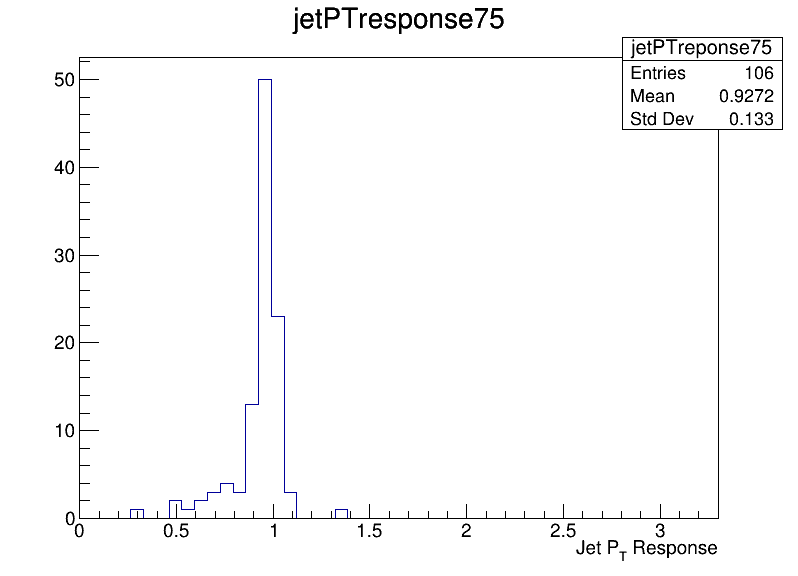 jetPTresponse75
jetPTreponse75
Entries 106
Mean 0.9272
Std Dev 0.133
50
40
30
20
10
0
0 0.5 1 1.5 2 2.5 3
Jet P_T Response